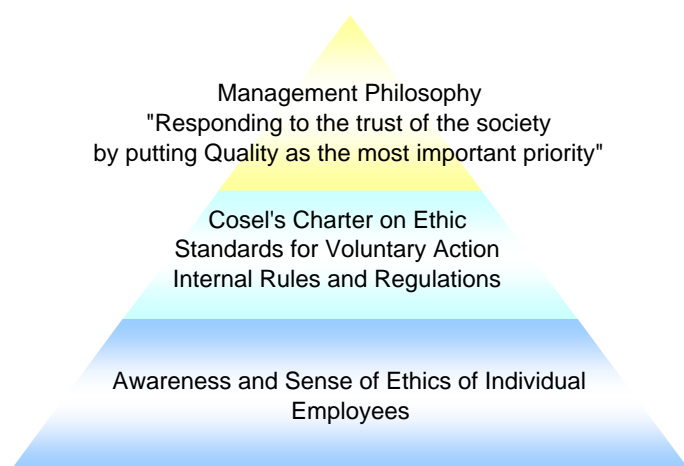 Management Philosophy
"Responding to the trust of the society
by putting Quality as the most important priority"
Cosel's Charter on Ethic
Standards for Voluntary Action
Internal Rules and Regulations
Awareness and Sense of Ethics of Individual
Employees